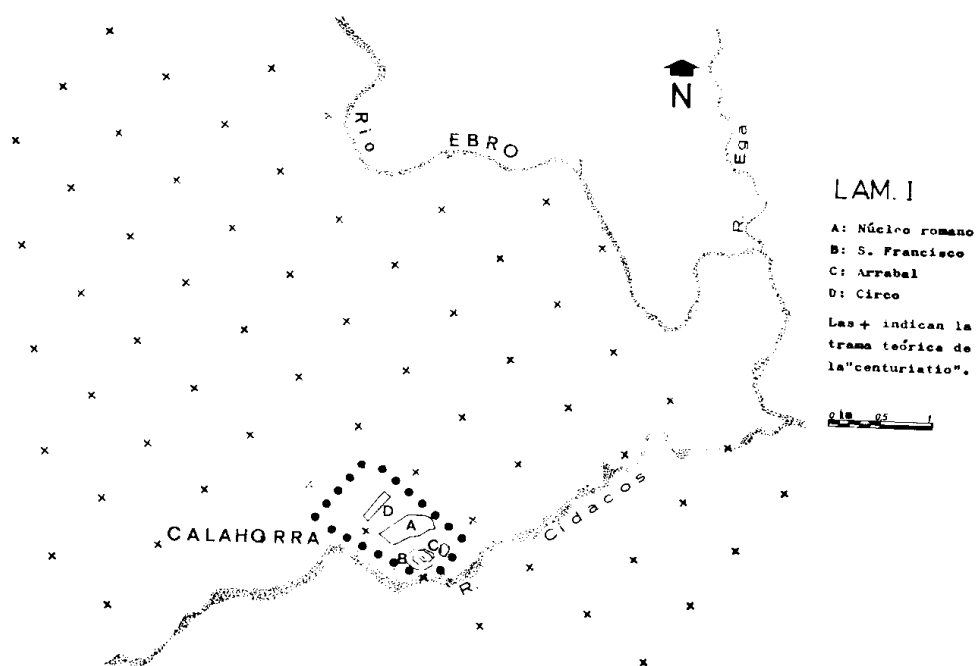 Rio
EBRO
R. Ega
N
LAM. I
A: Núcleo romano
B: S. Francisco
C: Arrabal
D: Circo
Las + indican la
trama teórica de
la "centuriatio".
0 km 0,5 1
D
A
CALAHORRA
C
B
R. Cidacos